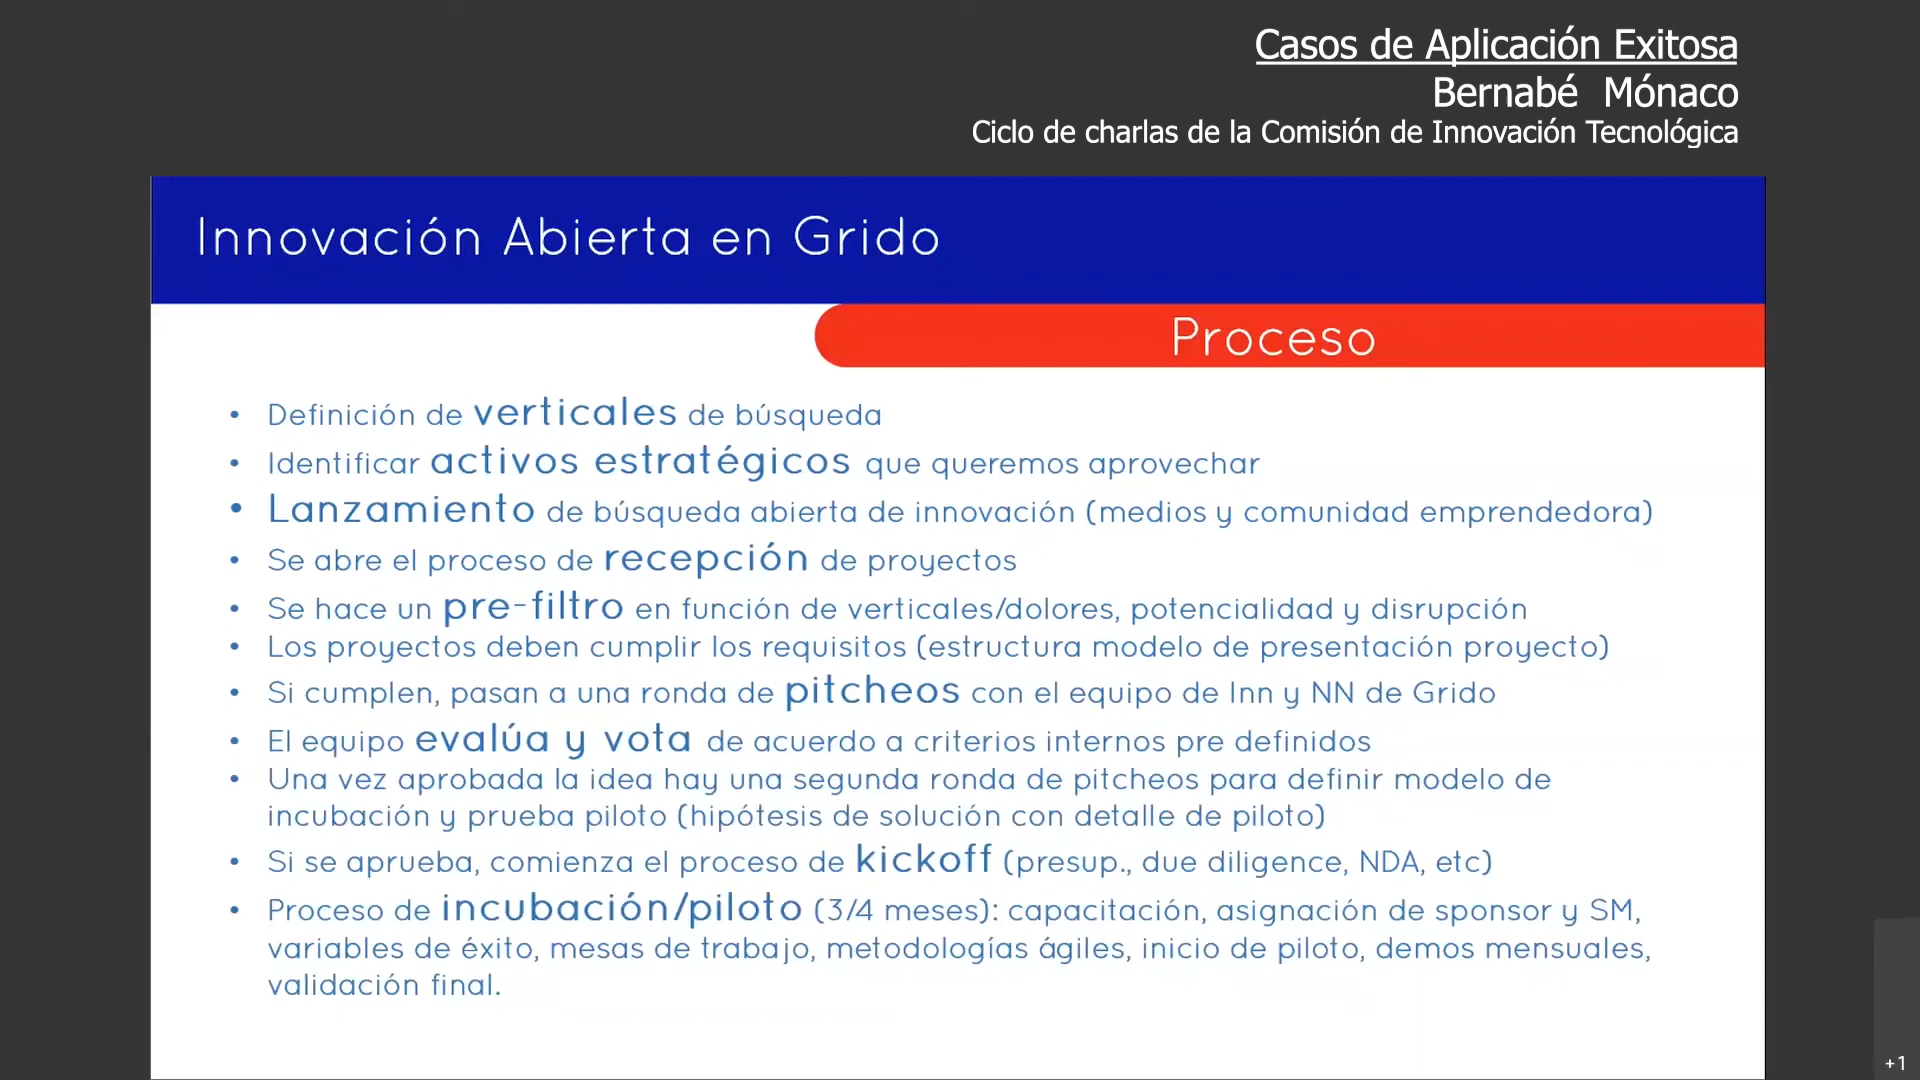 Casos de Aplicación Exitosa
Bernabé Mónaco
Ciclo de charlas de la Comisión de Innovación Tecnológica
Innovación Abierta en Grido
Proceso
• Definición de verticales de búsqueda
• Identificar activos estratégicos que queremos aprovechar
• Lanzamiento de búsqueda abierta de innovación (medios y comunidad emprendedora)
• Se abre el proceso de recepción de proyectos
• Se hace un pre-filtro en función de verticales/dolores, potencialidad y disrupción
• Los proyectos deben cumplir los requisitos (estructura modelo de presentación proyecto)
• Si cumplen, pasan a una ronda de pitcheos con el equipo de Inn y NN de Grido
• El equipo evalúa y vota de acuerdo a criterios internos pre definidos
• Una vez aprobada la idea hay una segunda ronda de pitcheos para definir modelo de
incubación y prueba piloto (hipótesis de solución con detalle de piloto)
• Si se aprueba, comienza el proceso de kickoff (presup., due diligence, NDA, etc)
• Proceso de incubación/piloto (3/4 meses): capacitación, asignación de sponsor y SM,
variables de éxito, mesas de trabajo, metodologías ágiles, inicio de piloto, demos mensuales,
validación final.
+1